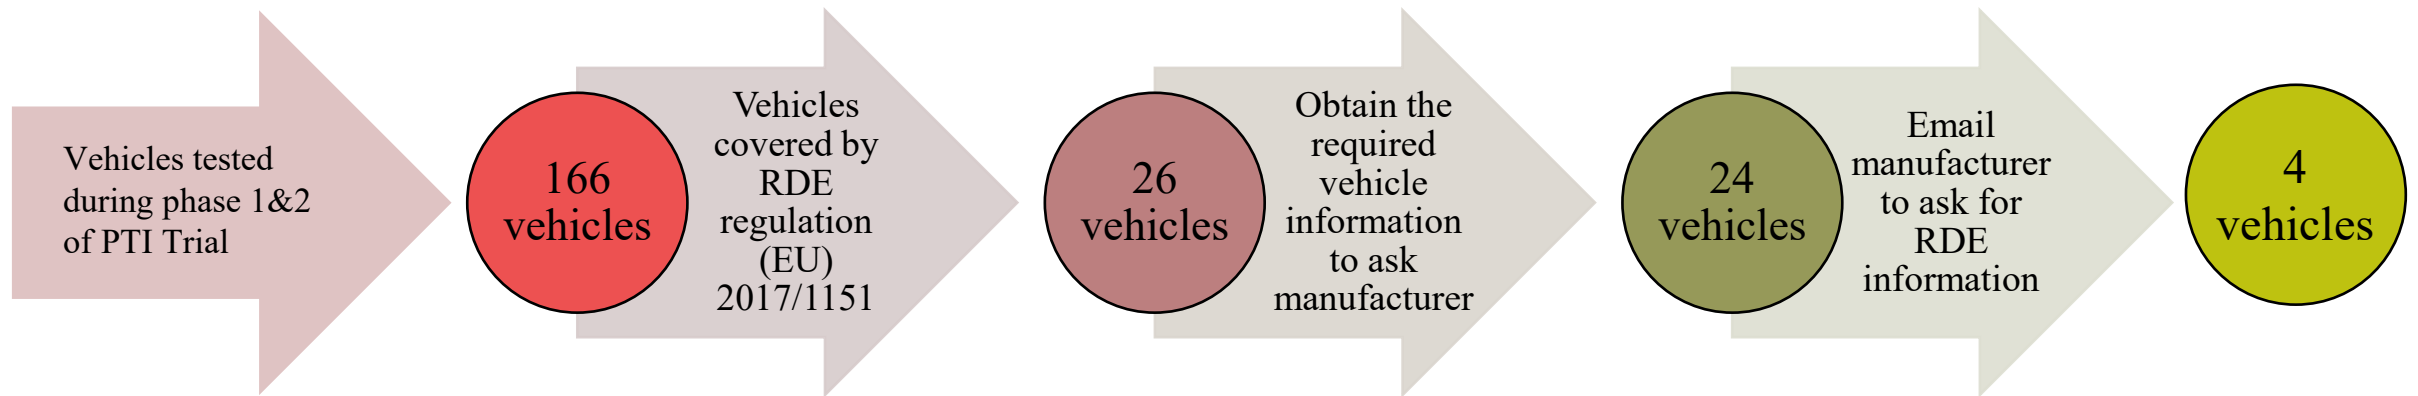 Vehicles tested
during phase 1&2
of PTI Trial
166
vehicles
Vehicles
covered by
RDE
regulation
(EU)
2017/1151
26
vehicles
Obtain the
required
vehicle
information
to ask
manufacturer
24
vehicles
Email
manufacturer
to ask for
RDE
information
4
vehicles